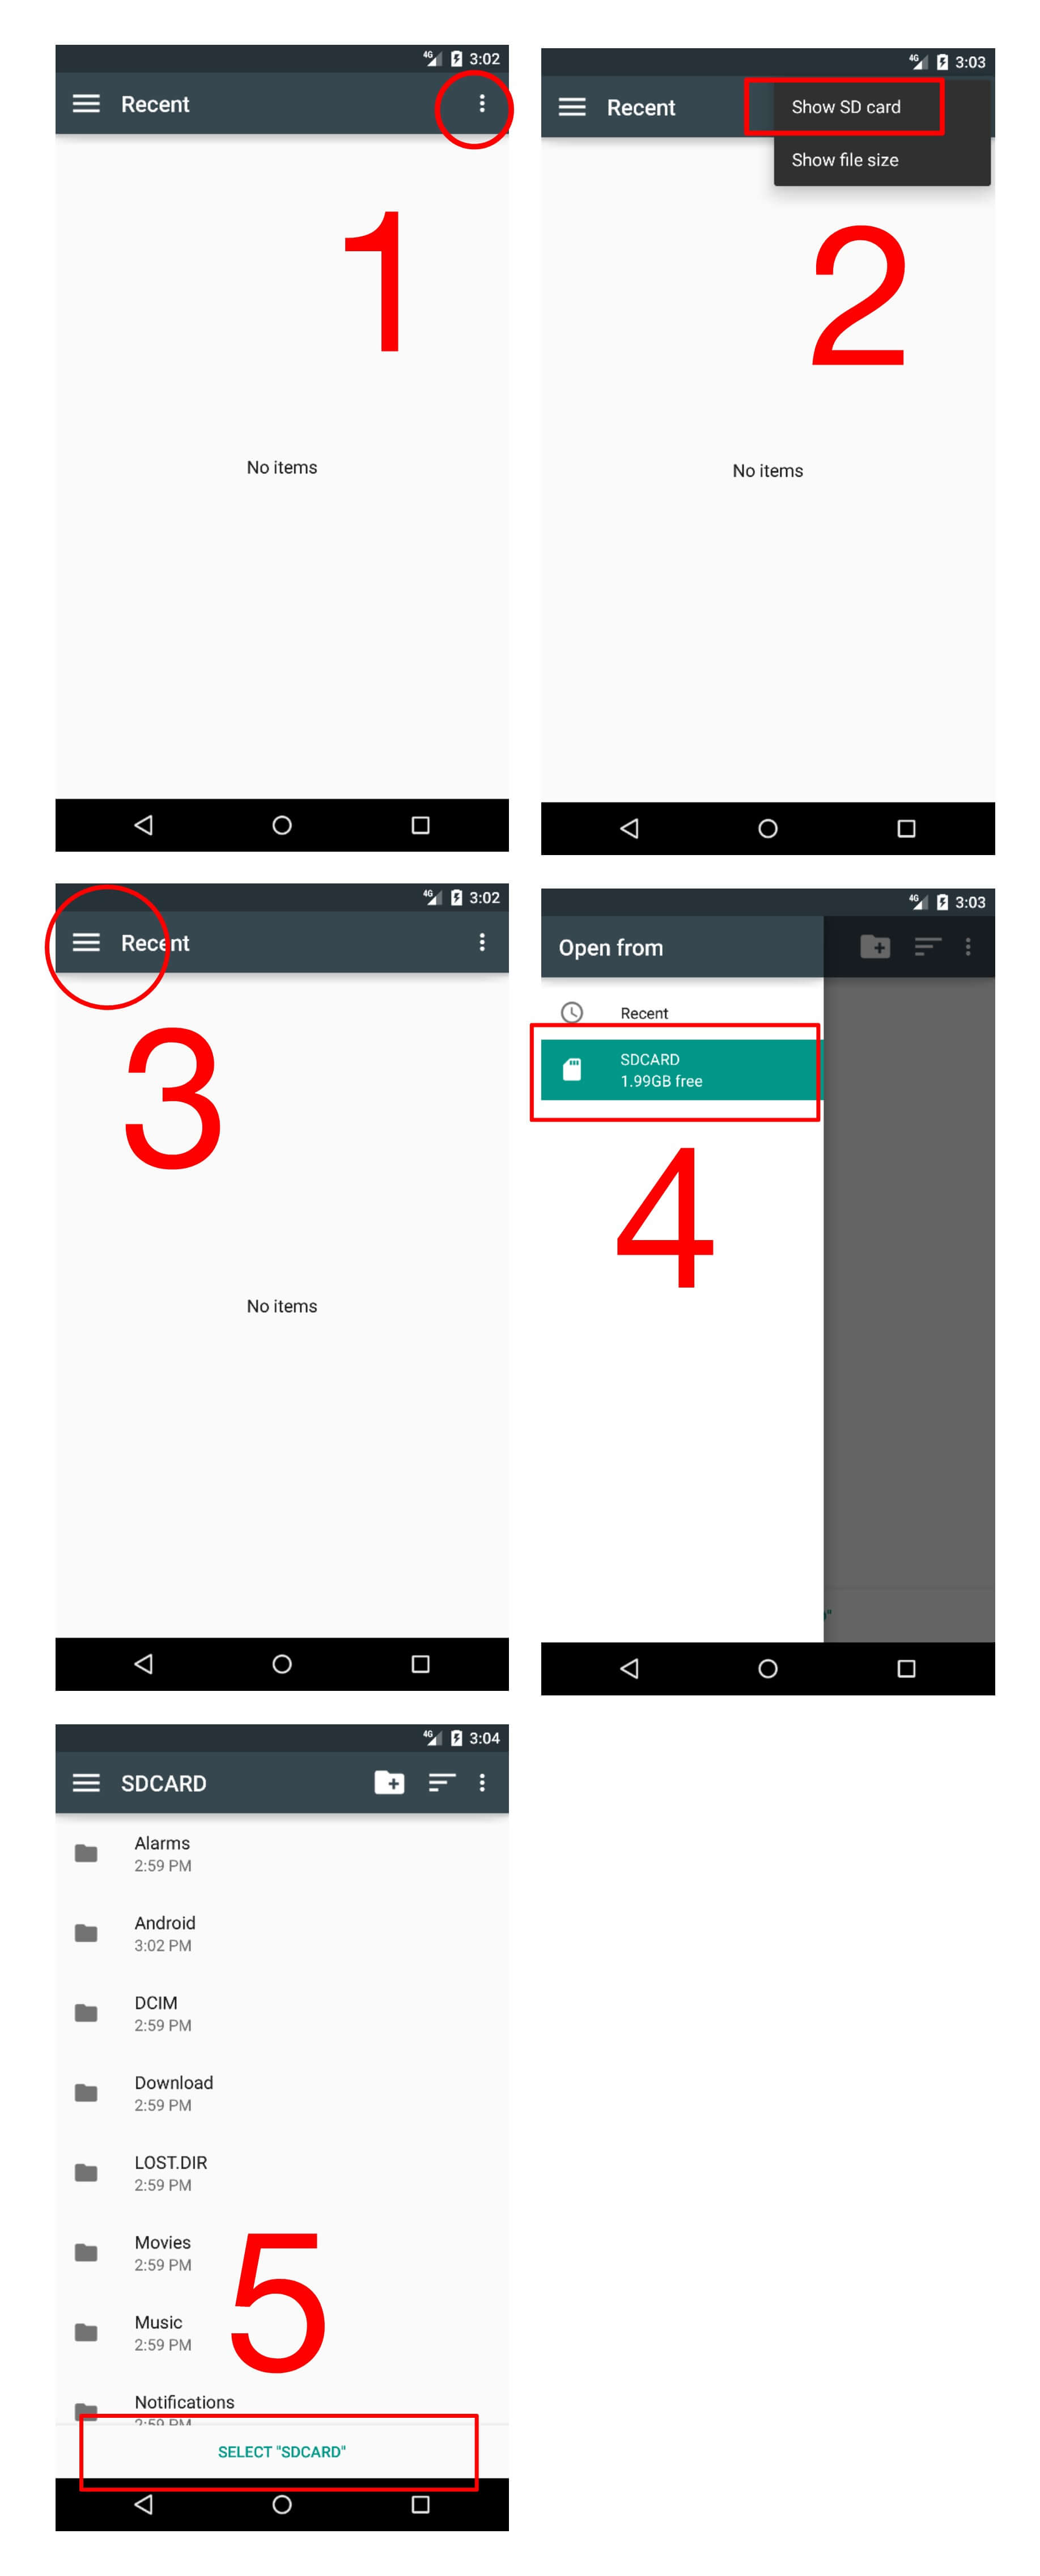 4G 3:02
Recent
1
No items
4G 3:03
Recent
Show SD card
Show file size
2
No items
4G 3:02
Recent
3
No items
4G 3:03
Open from
Recent
SDCARD
1.99GB free
4
"
4G 3:04
SDCARD
Alarms
2:59 PM
Android
3:02 PM
DCIM
2:59 PM
Download
2:59 PM
LOST.DIR
2:59 PM
Movies
2:59 PM
5
Music
2:59 PM
Notifications
2:59 PM
SELECT "SDCARD"